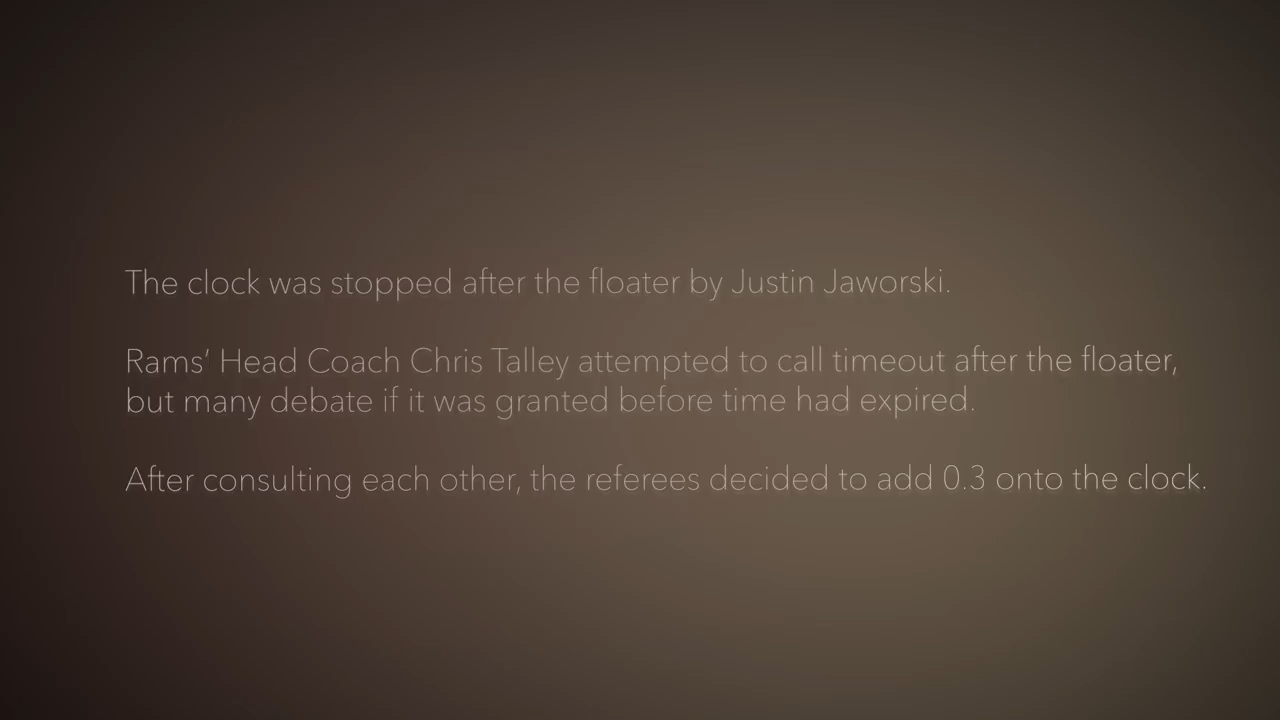 The clock was stopped after the floater by Justin Jaworski.
Rams’ Head Coach Chris Talley attempted to call timeout after the floater,
but many debate if it was granted before time had expired.
After consulting each other, the referees decided to add 0.3 onto the clock.